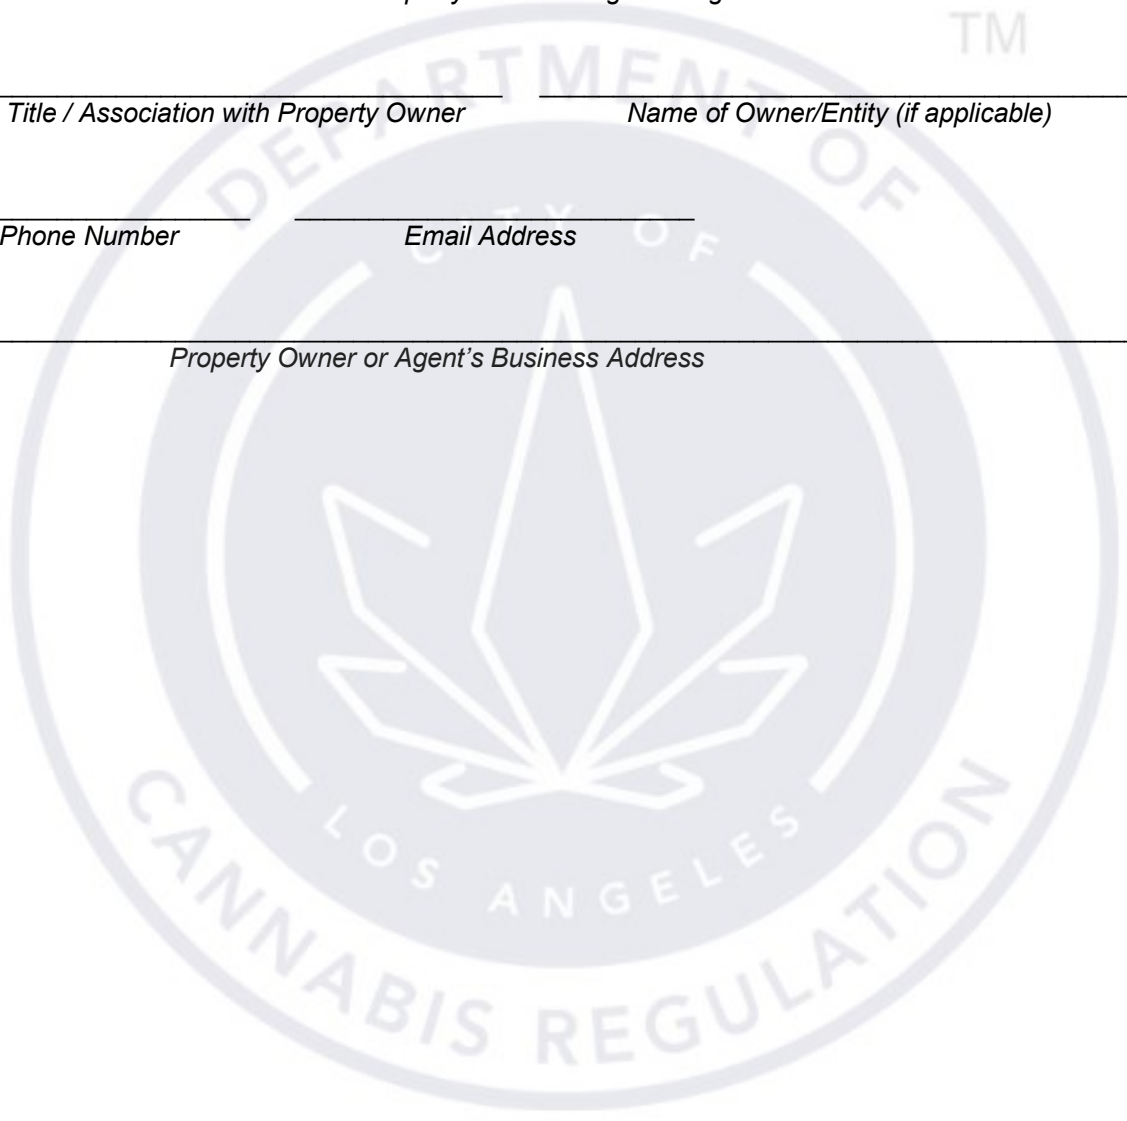 TM
Title / Association with Property Owner Name of Owner/Entity (if applicable)
Phone Number Email Address
Property Owner or Agent’s Business Address
DEPARTMENT OF
CITY OF
LOS ANGELES
CANNABIS REGULATION